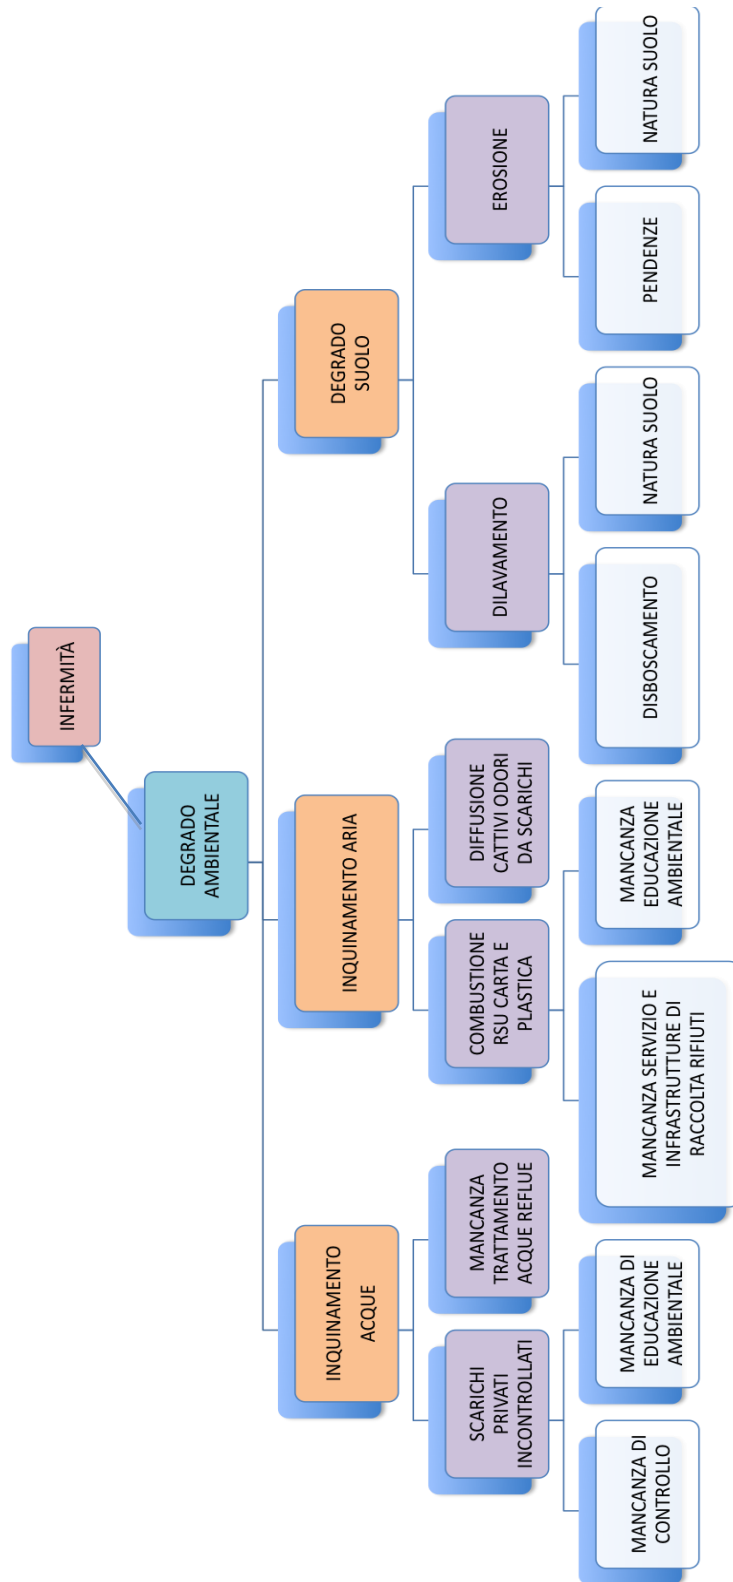 INFERMITÀ
DEGRADO
AMBIENTALE
INQUINAMENTO
ACQUE
INQUINAMENTO ARIA
DEGRADO
SUOLO
SCARICHI
PRIVATI
INCONTROLLATI
MANCANZA
TRATTAMENTO
ACQUE REFLUE
COMBUSTIONE
RSU CARTA E
PLASTICA
DIFFUSIONE
CATTIVI ODORI
DA SCARICHI
DILAVAMENTO
EROSIONE
MANCANZA DI
CONTROLLO
MANCANZA DI
EDUCAZIONE
AMBIENTALE
MANCANZA SERVIZIO E
INFRASTRUTTURE DI
RACCOLTA RIFIUTI
MANCANZA
EDUCAZIONE
AMBIENTALE
DISBOSCAMENTO
NATURA SUOLO
PENDENZE
NATURA SUOLO